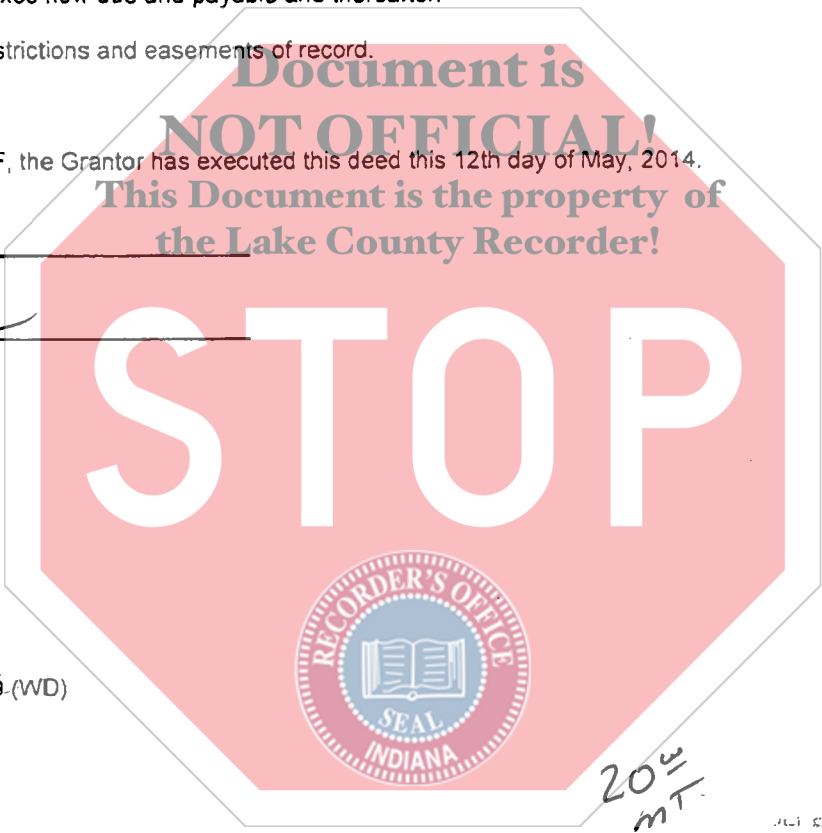 strictions and easements of record.
Document is
NOT OFFICIAL!
F, the Grantor has executed this deed this 12th day of May, 2014.
This Document is the property of
the Lake County Recorder!
STOP
RECORDER'S OFFICE
SEAL
INDIANA
(WD)
20
MT.